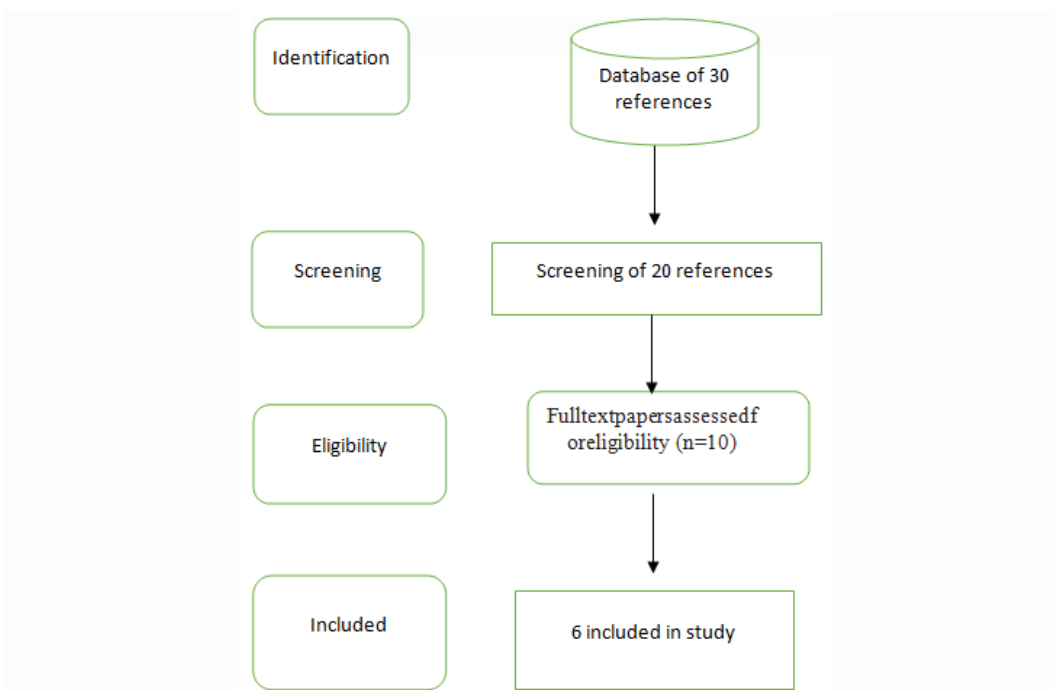 Identification
Database of 30
references
Screening
Screening of 20 references
Eligibility
Fulltextpapersassessedf
oreligibility (n=10)
Included
6 included in study